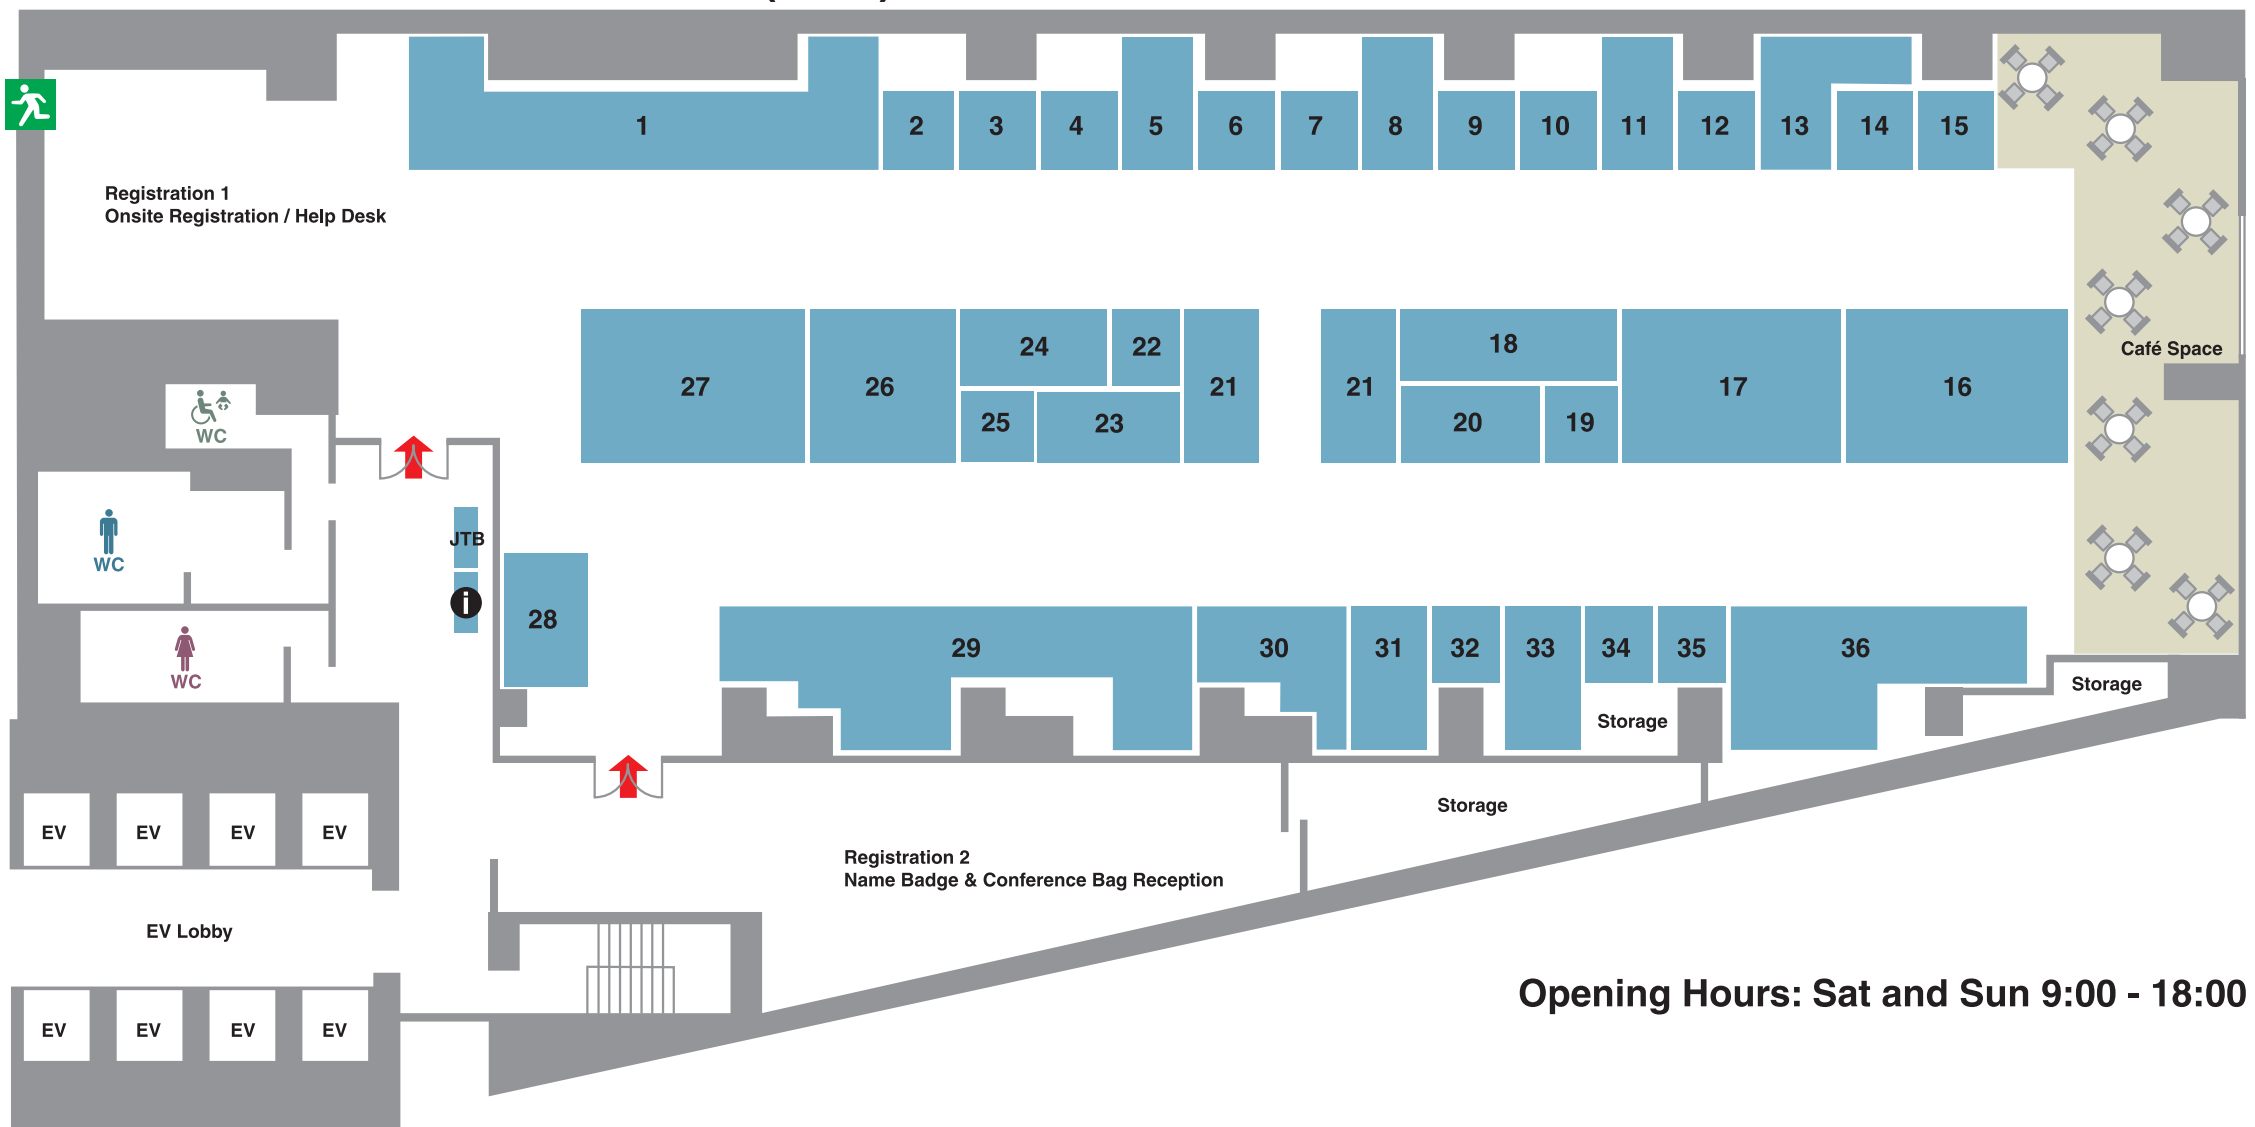 1
2
3
4
5
6
7
8
9
10
11
12
13
14
15
Registration 1
Onsite Registration / Help Desk
24
22
18
Café Space
27
26
21
21
17
16
25
23
20
19
WC
JTB
WC
i
28
29
30
31
32
33
34
35
36
WC
Storage
Storage
Storage
EV
EV
EV
EV
Registration 2
Name Badge & Conference Bag Reception
EV Lobby
Opening Hours: Sat and Sun 9:00 - 18:00
EV
EV
EV
EV